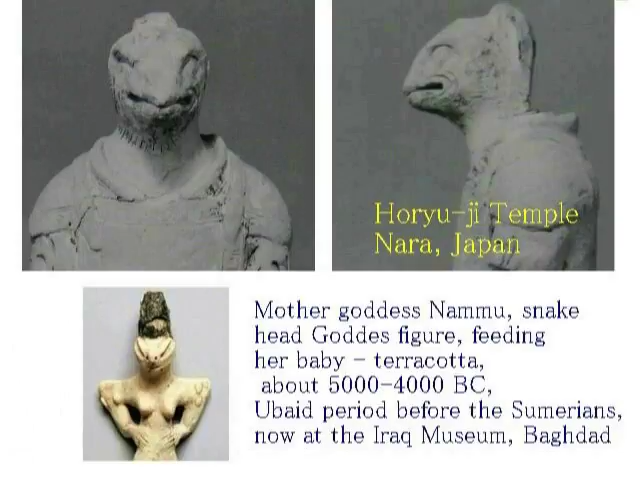 Horyu-ji Temple
Nara, Japan
Mother goddess Nammu, snake
head Goddes figure, feeding
her baby - terracotta,
about 5000-4000 BC,
Ubaid period before the Sumerians,
now at the Iraq Museum, Baghdad